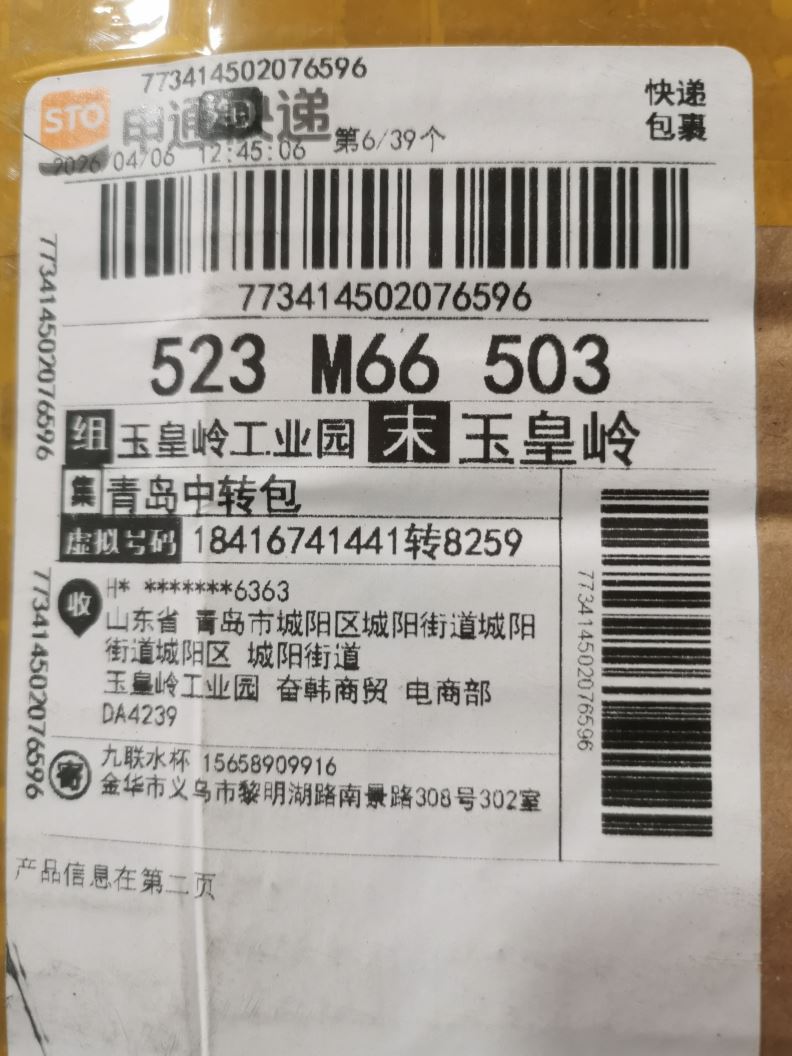 773414502076596
STO 申通快递
快递
包裹
2026/04/06 12:45:06 第6/39个
773414502076596
773414502076596
523 M66 503
组 玉皇岭工业园 末 玉皇岭
集 青岛中转包
虚拟号码 18416741441转8259
收 H* *******6363
山东省 青岛市城阳区城阳街道城阳
街道城阳区 城阳街道
玉皇岭工业园 奋韩商贸 电商部
DA4239
773414502076596
773414502076596
寄 九联水杯 15658909916
金华市义乌市黎明湖路南景路308号302室
产品信息在第二页